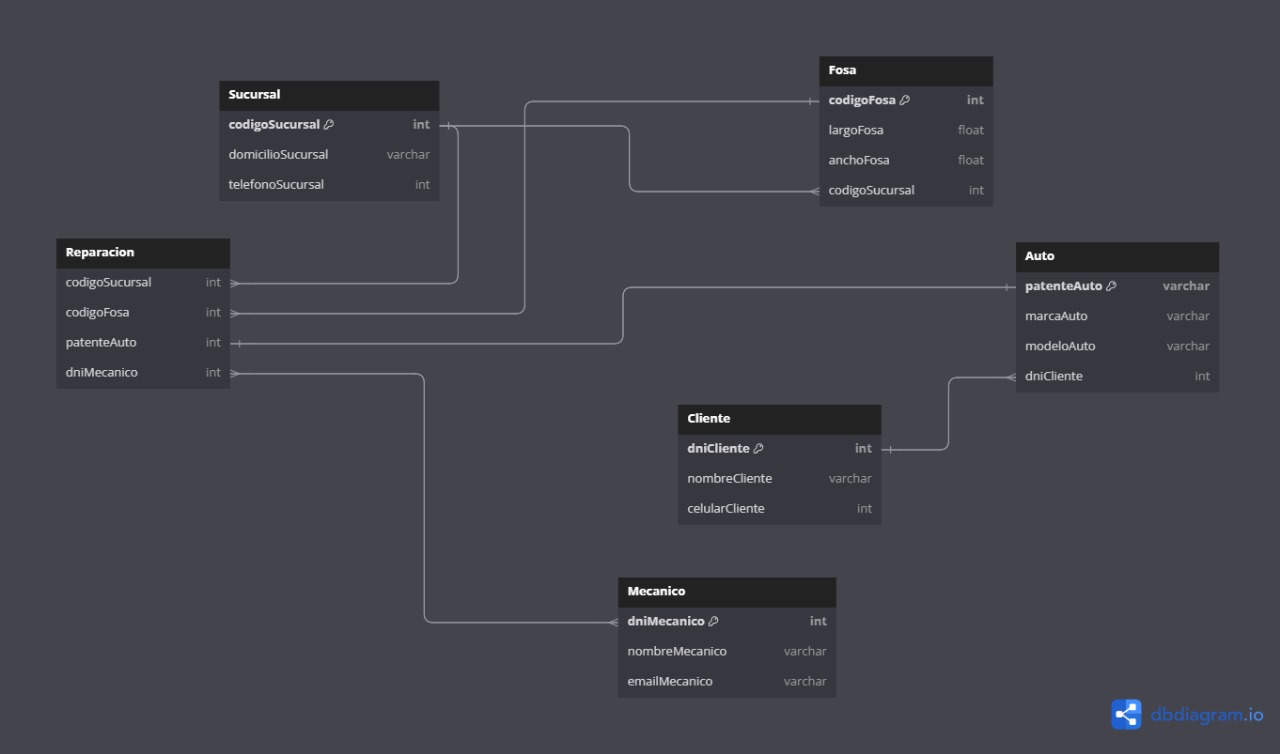 Sucursal
codigoSucursal int
domicilioSucursal varchar
telefonoSucursal int
Fosa
codigoFosa int
largoFosa float
anchoFosa float
codigoSucursal int
Reparacion
codigoSucursal int
codigoFosa int
patenteAuto int
dniMecanico int
Auto
patenteAuto varchar
marcaAuto varchar
modeloAuto varchar
dniCliente int
Cliente
dniCliente int
nombreCliente varchar
celularCliente int
Mecanico
dniMecanico int
nombreMecanico varchar
emailMecanico varchar
dbdiagram.io